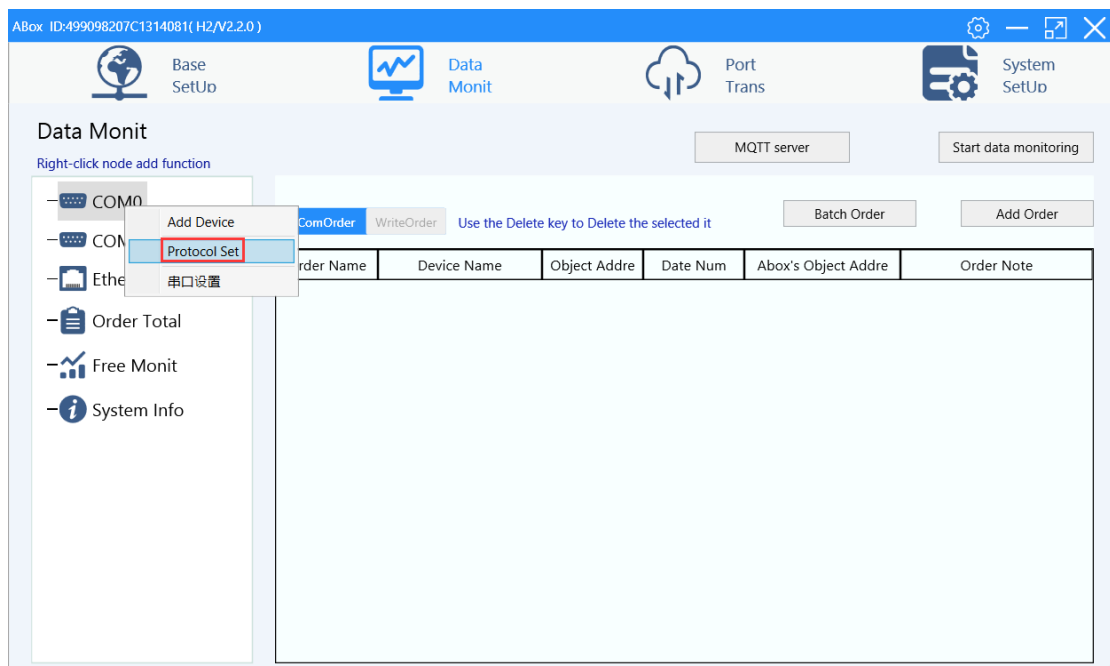 ABox ID:499098207C1314081( H2/V2.2.0 )
Base
SetUp
Data
Monit
Port
Trans
System
SetUp
Data Monit
MQTT server
Start data monitoring
Right-click node add function
COM0
Add Device
ComOrder
WriteOrder
Use the Delete key to Delete the selected it
Batch Order
Add Order
COM
Protocol Set
rder Name
Device Name
Object Addre
Date Num
Abox's Object Addre
Order Note
Ethe
串口设置
Order Total
Free Monit
System Info